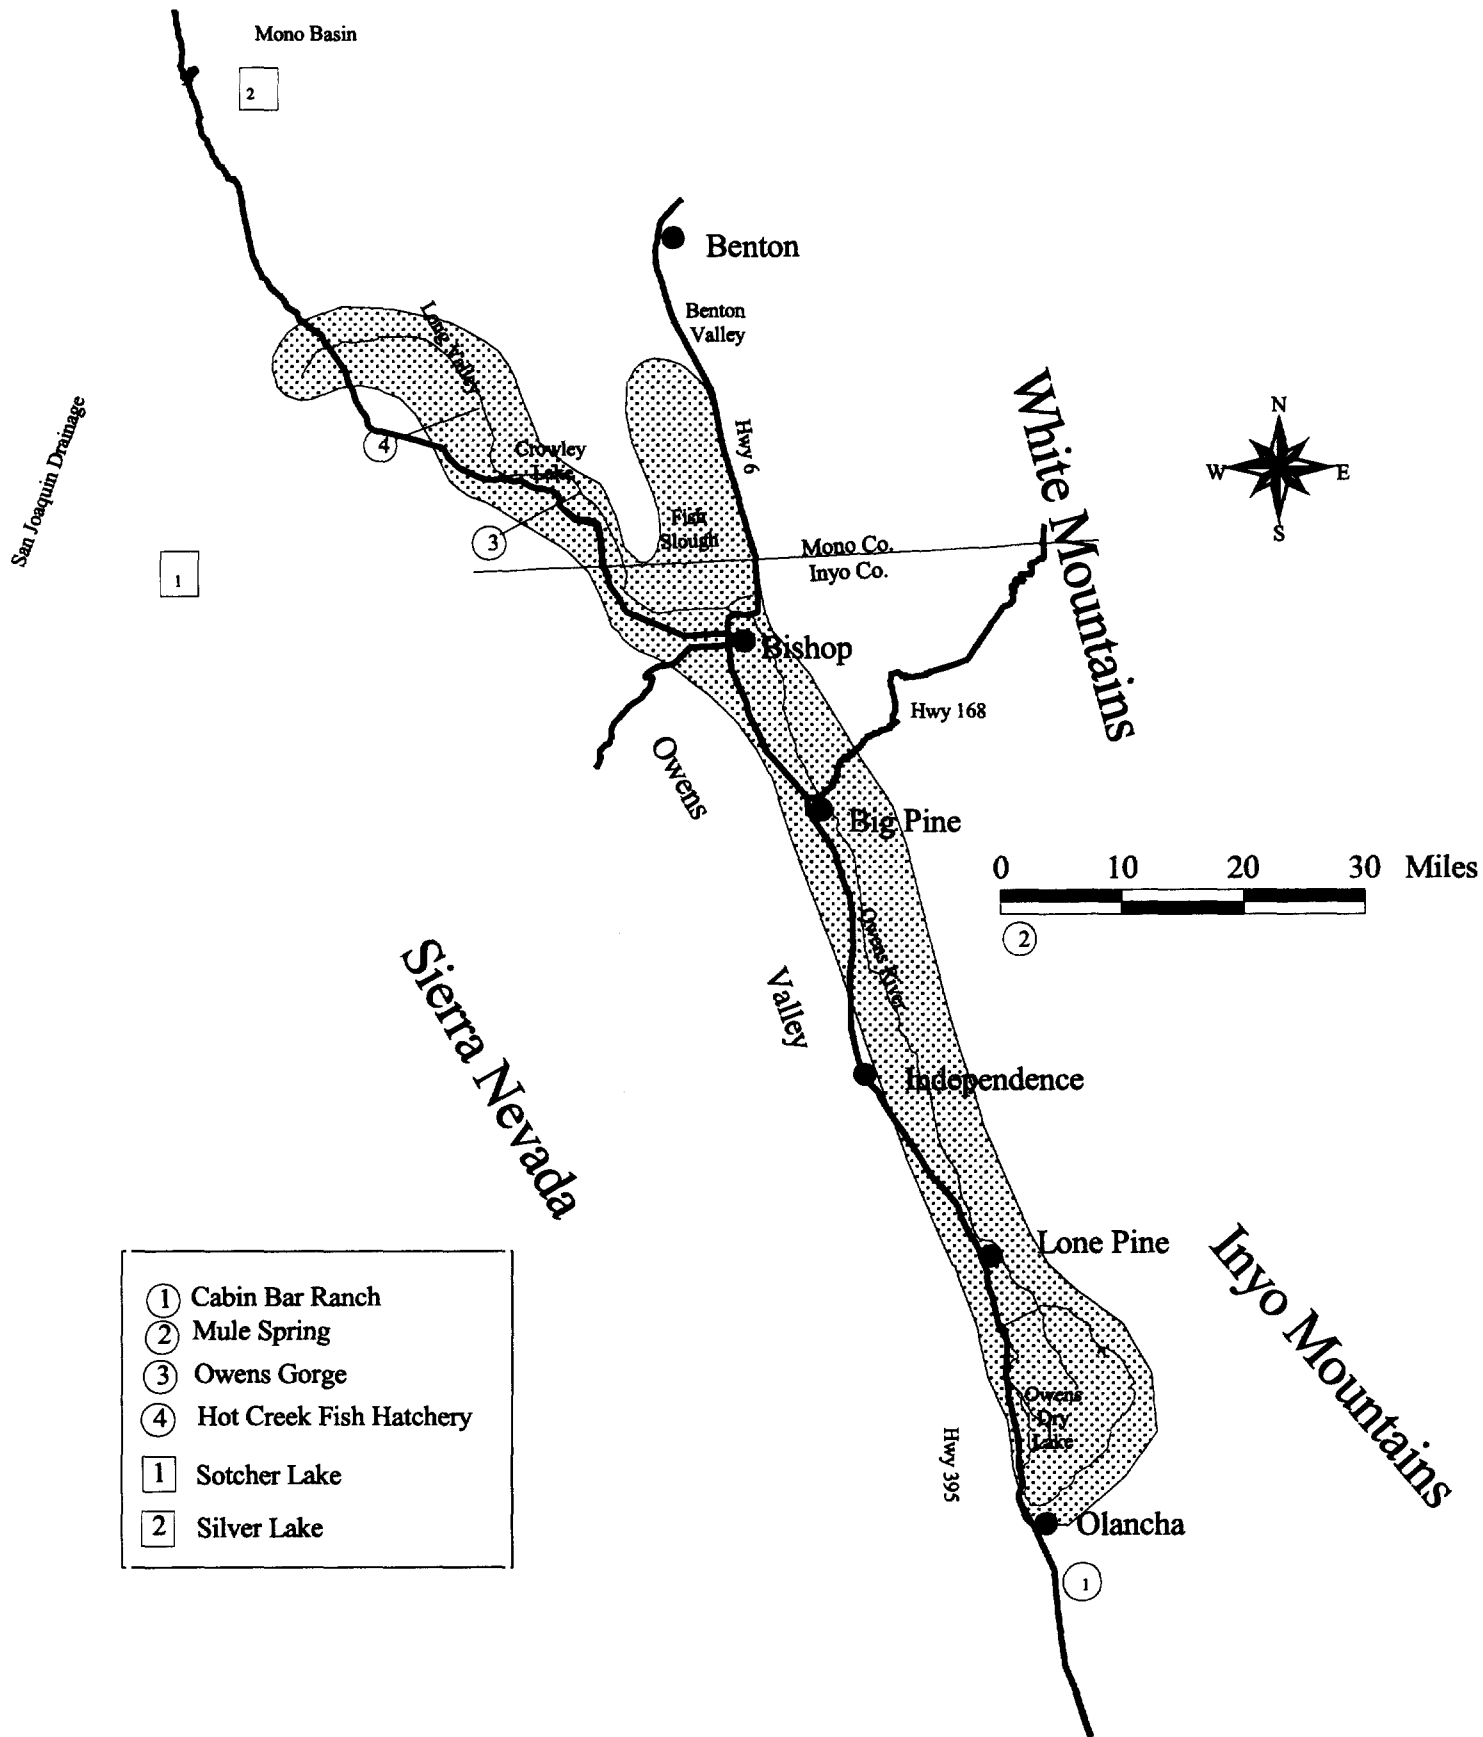 Mono Basin
2
Benton
Benton
Valley
Long Valley
San Joaquin Drainage
4
Crowley
Lake
Hwy 6
White Mountains
N
W
E
S
Fish
Slough
3
1
Mono Co.
Inyo Co.
Bishop
Hwy 168
Owens
Big Pine
0 10 20 30 Miles
2
Owens River
Sierra Nevada
Valley
Independence
Lone Pine
Inyo Mountains
Owens
Dry
Lake
Hwy 395
Olancha
1
1 Cabin Bar Ranch
2 Mule Spring
3 Owens Gorge
4 Hot Creek Fish Hatchery
1 Sotcher Lake
2 Silver Lake